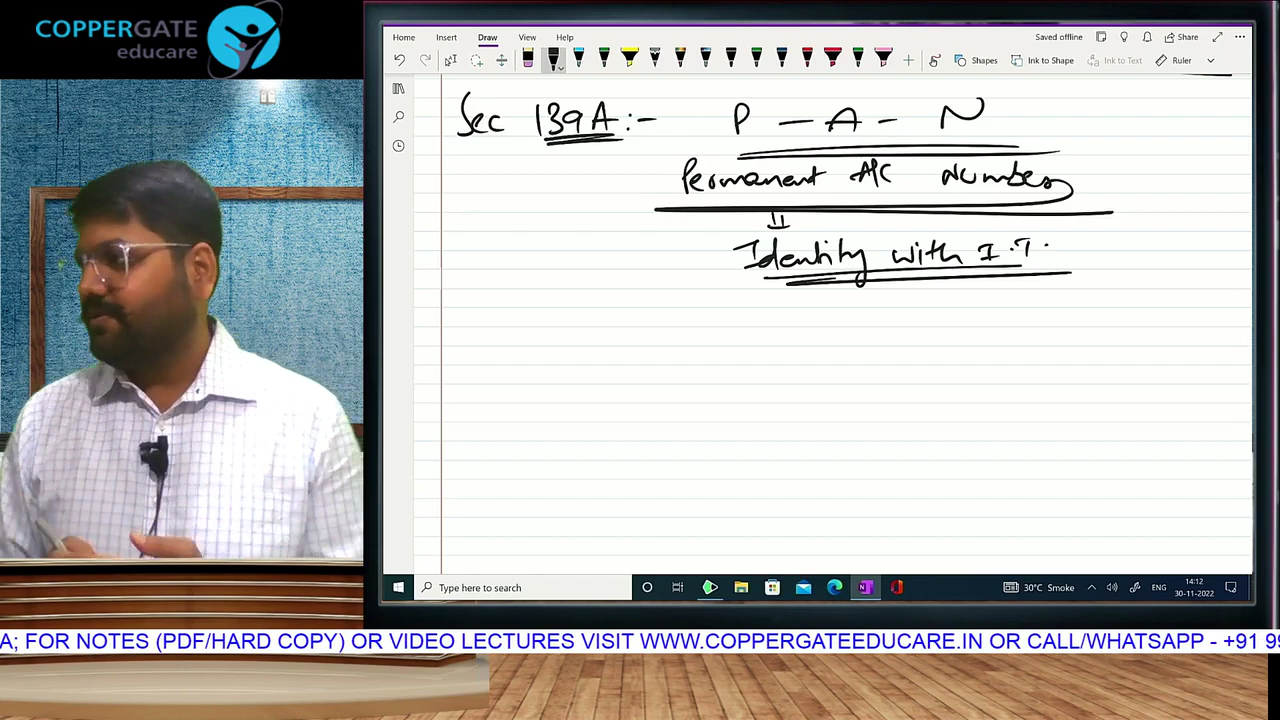 COPPERGATE
educare
Home Insert Draw View Help
Saved offline Share
Shapes Ink to Shape Ink to Text Ruler
Sec 139A:- P - A - N
Permanent A/c Number
Identity with I.T.
Type here to search
30°C Smoke ENG 14:12
30-11-2022
A; FOR NOTES (PDF/HARD COPY) OR VIDEO LECTURES VISIT WWW.COPPERGATEEDUCARE.IN OR CALL/WHATSAPP - +91 99